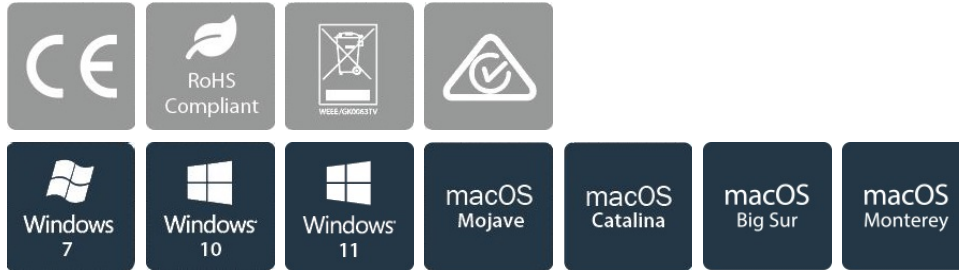 CE
RoHS
Compliant
WEEE/GK0063TV
Windows
7
Windows
10
Windows
11
macOS
Mojave
macOS
Catalina
macOS
Big Sur
macOS
Monterey